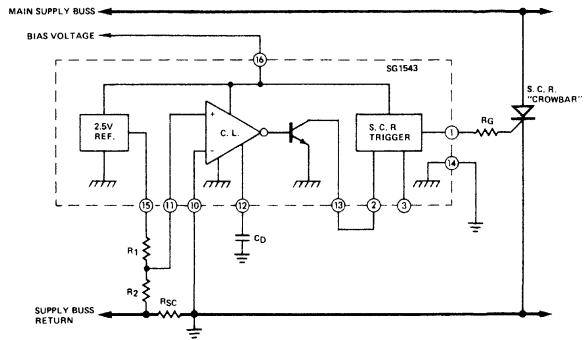 MAIN SUPPLY BUSS
BIAS VOLTAGE
16
SG1543
S. C. R.
"CROWBAR"
2.5V
REF.
+
C. L.
−
S. C. R
TRIGGER
1
RG
14
15
11
10
12
13
2
3
R1
CD
R2
RSC
SUPPLY BUSS
RETURN